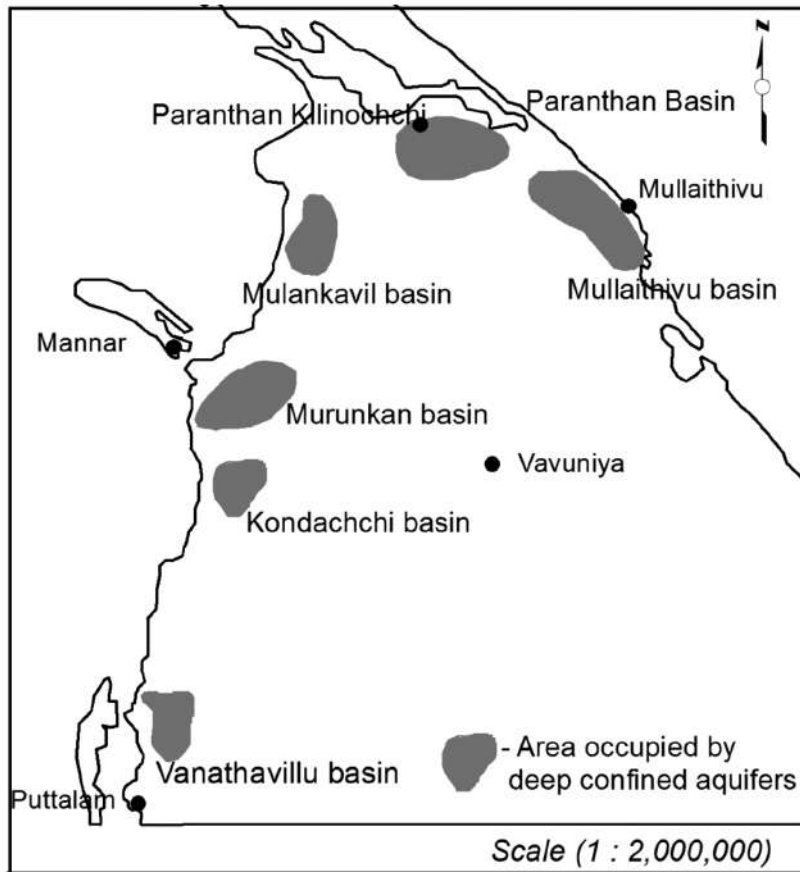 z
Paranthan Basin
Paranthan Kilinochchi
Mullaithivu
Mulankavil basin
Mullaithivu basin
Mannar
Murunkan basin
Vavuniya
Kondachchi basin
- Area occupied by
deep confined aquifers
Vanathavillu basin
Puttalam
Scale (1 : 2,000,000)